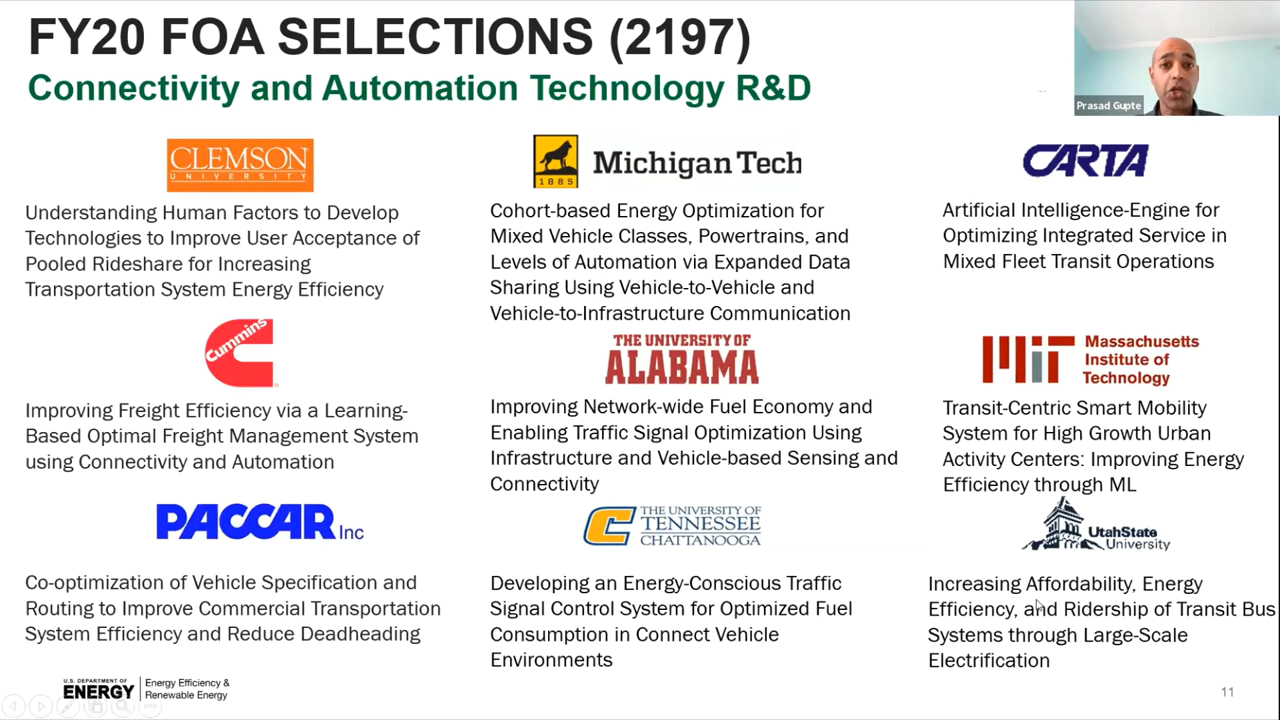 FY20 FOA SELECTIONS (2197)
Connectivity and Automation Technology R&D
Prasad Gupte
CLEMSON
UNIVERSITY
Understanding Human Factors to Develop
Technologies to Improve User Acceptance of
Pooled Rideshare for Increasing
Transportation System Energy Efficiency
1885
Michigan Tech
Cohort-based Energy Optimization for
Mixed Vehicle Classes, Powertrains, and
Levels of Automation via Expanded Data
Sharing Using Vehicle-to-Vehicle and
Vehicle-to-Infrastructure Communication
CARTA
Artificial Intelligence-Engine for
Optimizing Integrated Service in
Mixed Fleet Transit Operations
Cummins
Improving Freight Efficiency via a Learning-
Based Optimal Freight Management System
using Connectivity and Automation
THE UNIVERSITY OF
ALABAMA
Improving Network-wide Fuel Economy and
Enabling Traffic Signal Optimization Using
Infrastructure and Vehicle-based Sensing and
Connectivity
MIT
Massachusetts
Institute of
Technology
Transit-Centric Smart Mobility
System for High Growth Urban
Activity Centers: Improving Energy
Efficiency through ML
PACCAR Inc
Co-optimization of Vehicle Specification and
Routing to Improve Commercial Transportation
System Efficiency and Reduce Deadheading
THE UNIVERSITY OF
TENNESSEE
CHATTANOOGA
Developing an Energy-Conscious Traffic
Signal Control System for Optimized Fuel
Consumption in Connect Vehicle
Environments
UtahState
University
Increasing Affordability, Energy
Efficiency, and Ridership of Transit Bus
Systems through Large-Scale
Electrification
U.S. DEPARTMENT OF
ENERGY
Energy Efficiency &
Renewable Energy
11